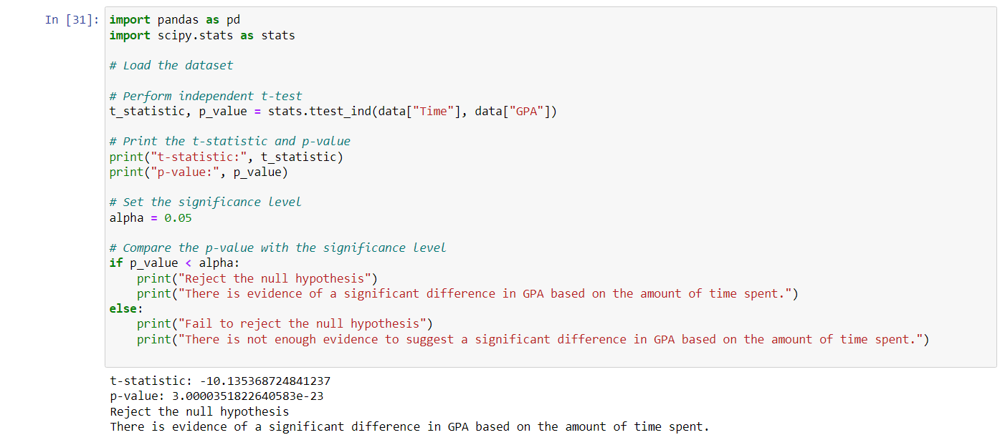 In [31]:
import pandas as pd
import scipy.stats as stats
# Load the dataset
# Perform independent t-test
t_statistic, p_value = stats.ttest_ind(data["Time"], data["GPA"])
# Print the t-statistic and p-value
print("t-statistic:", t_statistic)
print("p-value:", p_value)
# Set the significance level
alpha = 0.05
# Compare the p-value with the significance level
if p_value < alpha:
    print("Reject the null hypothesis")
    print("There is evidence of a significant difference in GPA based on the amount of time spent.")
else:
    print("Fail to reject the null hypothesis")
    print("There is not enough evidence to suggest a significant difference in GPA based on the amount of time spent.")
t-statistic: -10.135368724841237
p-value: 3.0000351822640583e-23
Reject the null hypothesis
There is evidence of a significant difference in GPA based on the amount of time spent.